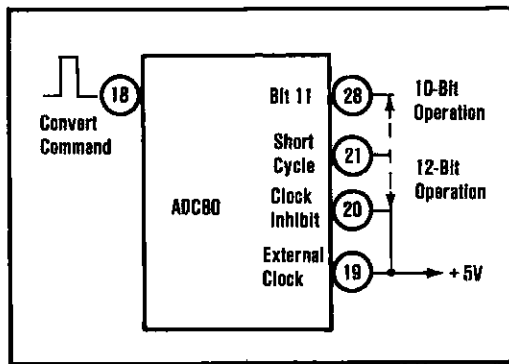 18
Convert
Command
ADC80
Bit 11
28
10-Bit
Operation
Short
Cycle
21
12-Bit
Operation
Clock
Inhibit
20
External
Clock
19
+5V